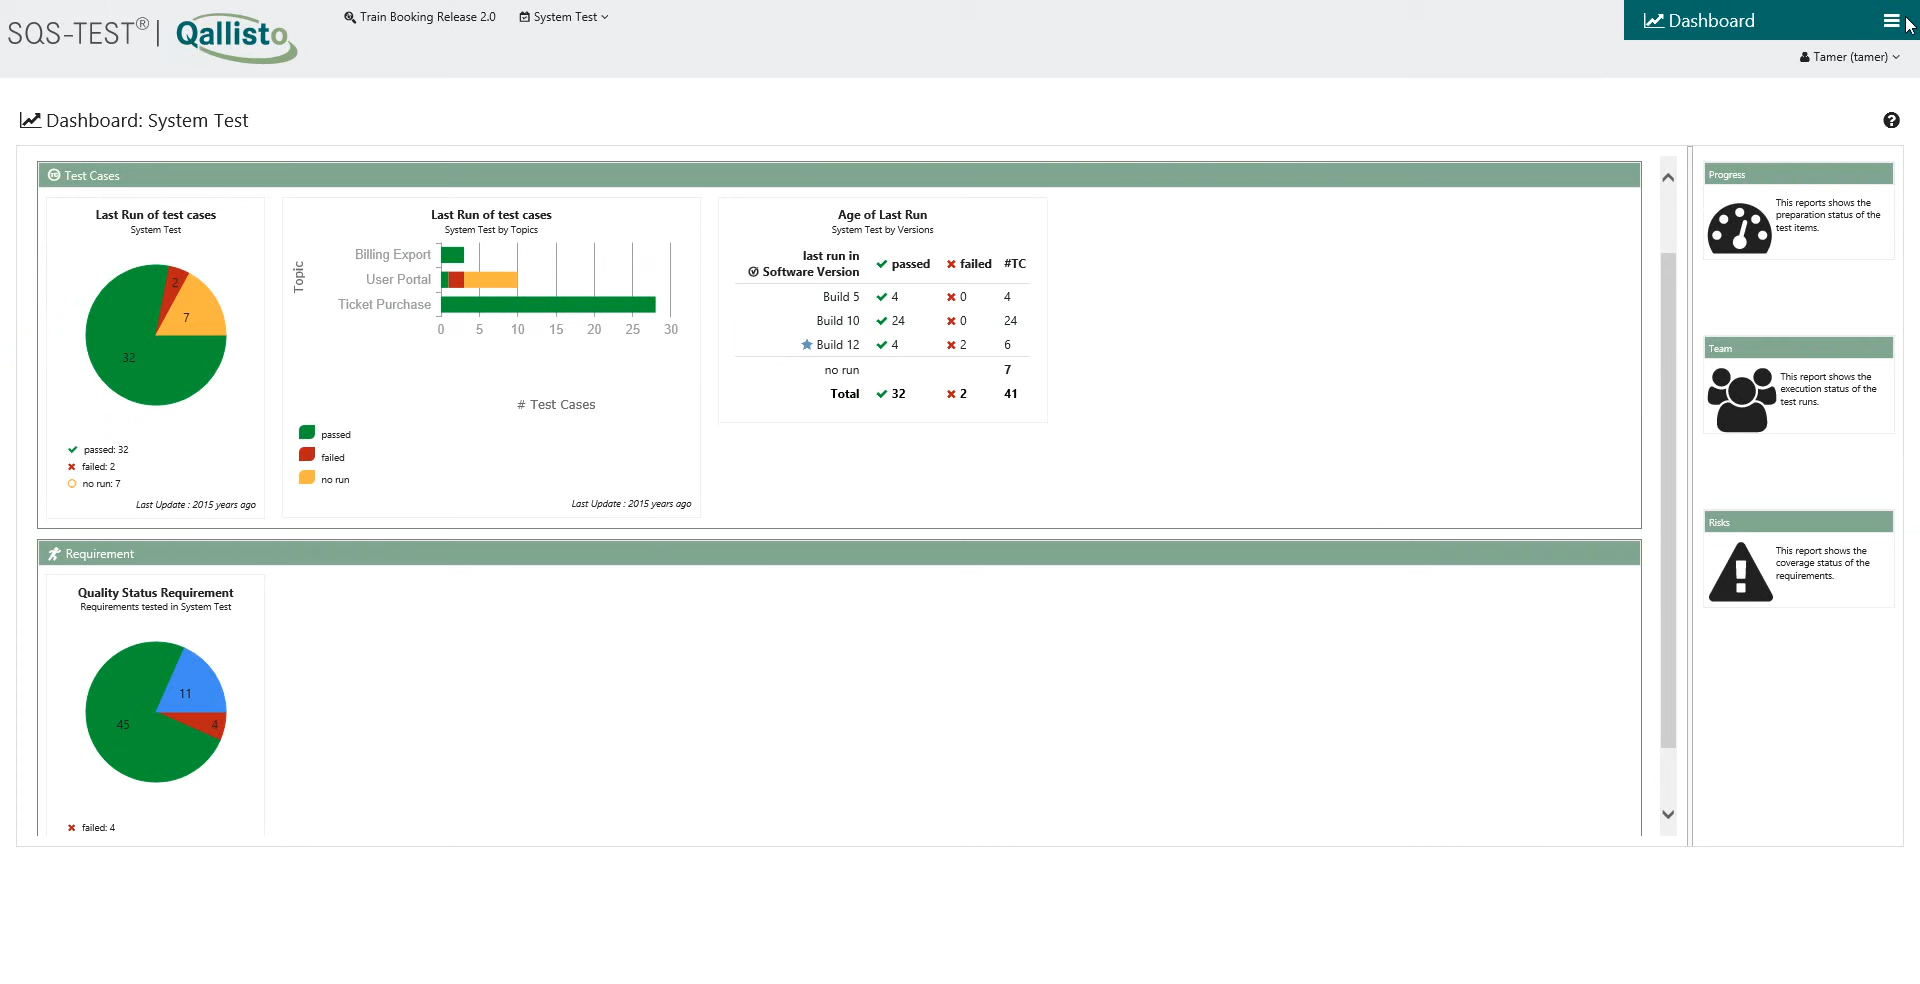 SQS-TEST® | Qallisto
Train Booking Release 2.0
System Test
Dashboard
Tamer (tamer)
Dashboard: System Test
Test Cases
Last Run of test cases
System Test
2
7
32
passed: 32
failed: 2
no run: 7
Last Update : 2015 years ago
Last Run of test cases
System Test by Topics
Topic
Billing Export
User Portal
Ticket Purchase
0 5 10 15 20 25 30
# Test Cases
passed
failed
no run
Last Update : 2015 years ago
Age of Last Run
System Test by Versions
last run in
Software Version passed failed #TC
Build 5 4 0 4
Build 10 24 0 24
Build 12 4 2 6
no run 7
Total 32 2 41
Requirement
Quality Status Requirement
Requirements tested in System Test
11
45
4
failed: 4
Progress
This reports shows the
preparation status of the
test items.
Team
This report shows the
execution status of the
test runs.
Risks
This report shows the
coverage status of the
requirements.